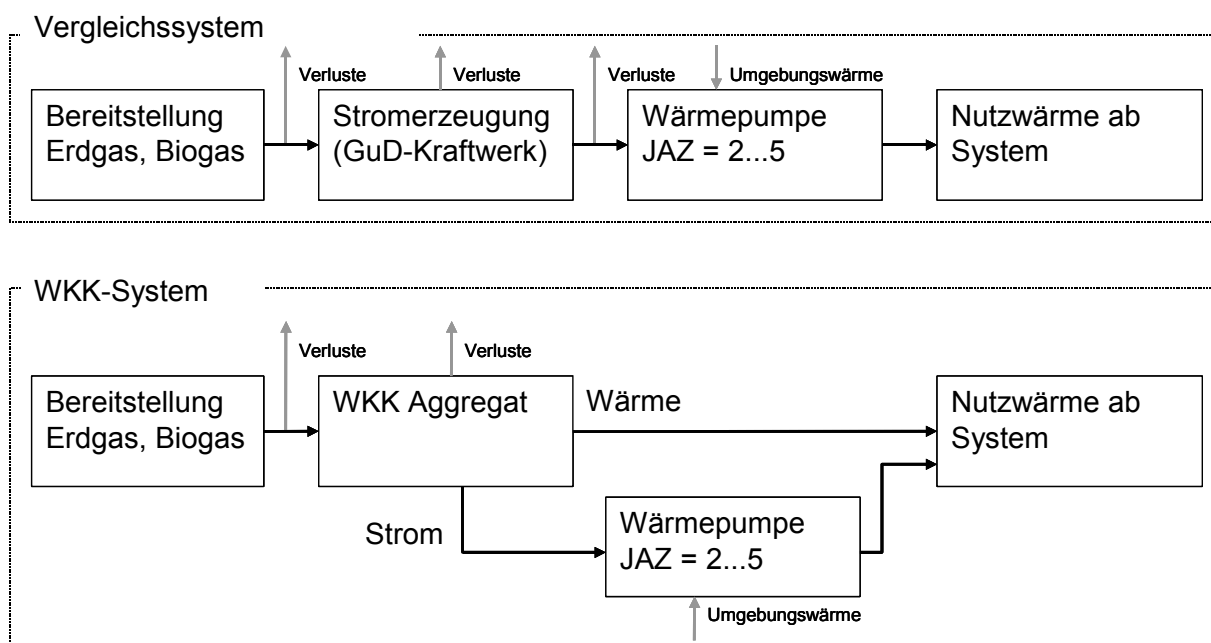 Vergleichssystem
Verluste
Verluste
Verluste
Umgebungswärme
Bereitstellung
Erdgas, Biogas
Stromerzeugung
(GuD-Kraftwerk)
Wärmepumpe
JAZ = 2...5
Nutzwärme ab
System
WKK-System
Verluste
Verluste
Bereitstellung
Erdgas, Biogas
WKK Aggregat
Wärme
Nutzwärme ab
System
Strom
Wärmepumpe
JAZ = 2...5
Umgebungswärme